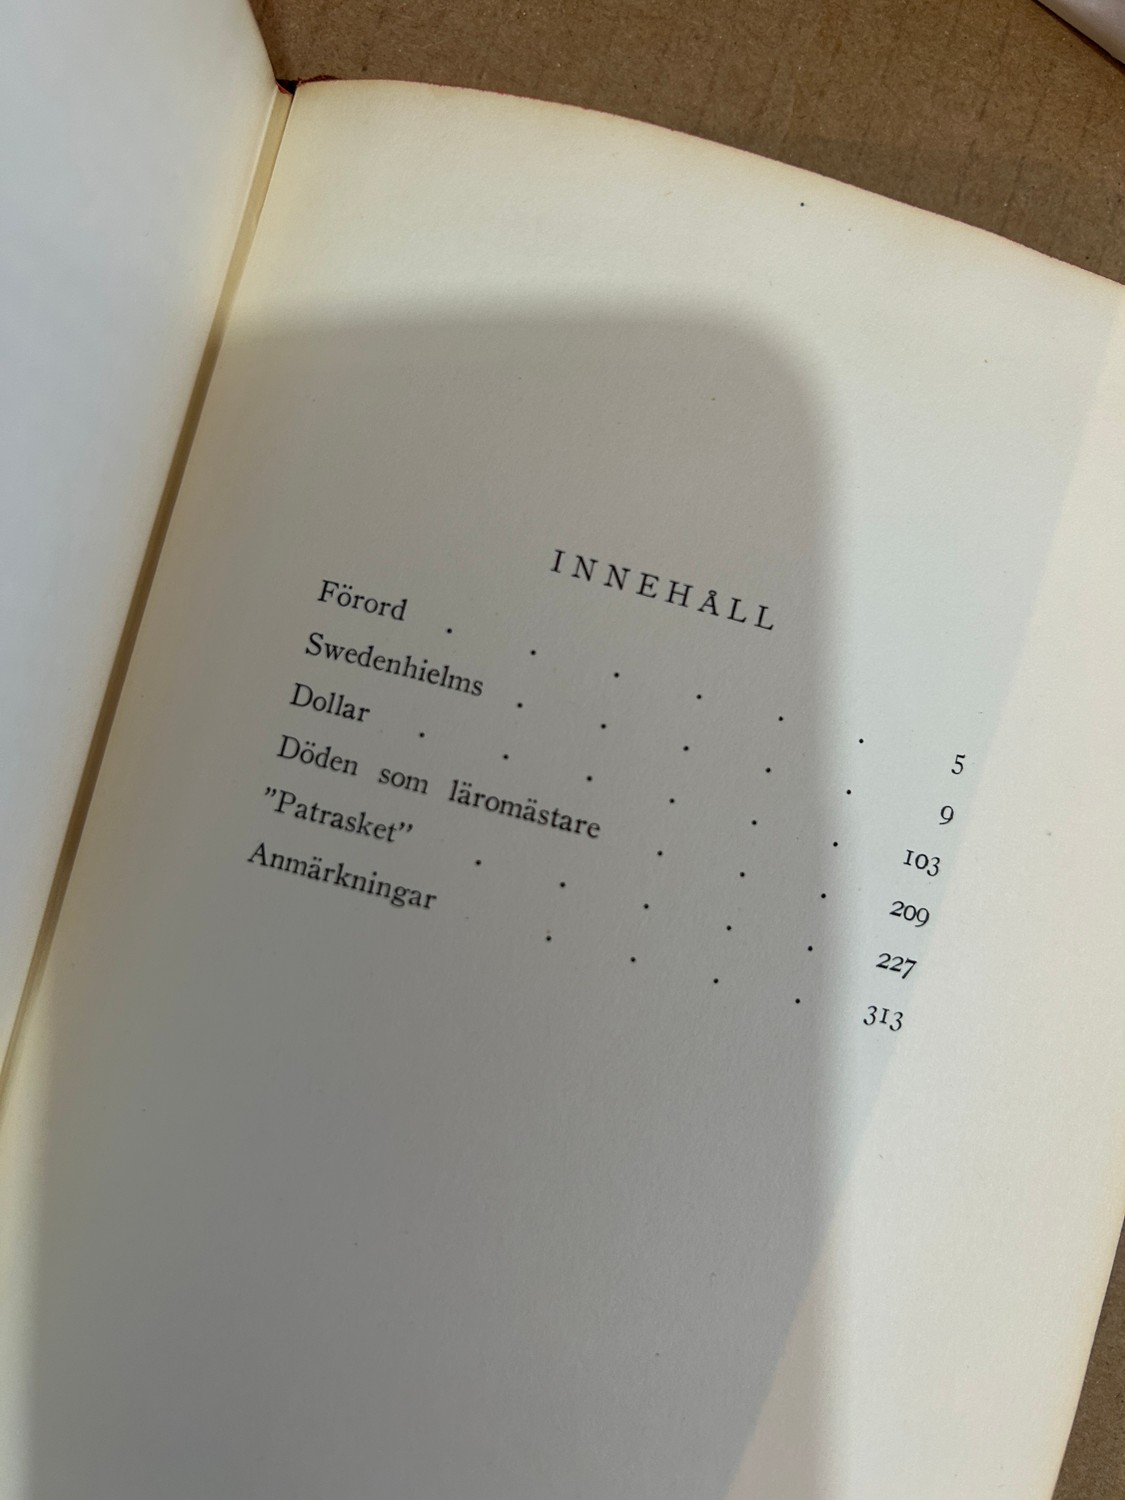 INNEHÅLL
Förord . . . . . . 5
Swedenhielms . . . . . 9
Dollar . . . . . . 103
Döden som läromästare . . . 209
”Patrasket” . . . . . 227
Anmärkningar . . . . 313